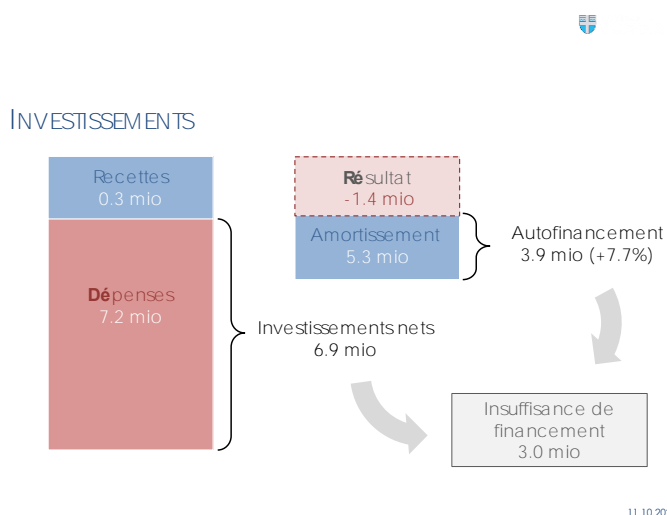 INVESTISSEMENTS
Recettes
0.3 mio
Dépenses
7.2 mio
Investissements nets
6.9 mio
Résultat
-1.4 mio
Amortissement
5.3 mio
Autofinancement
3.9 mio (+7.7%)
Insuffisance de
financement
3.0 mio